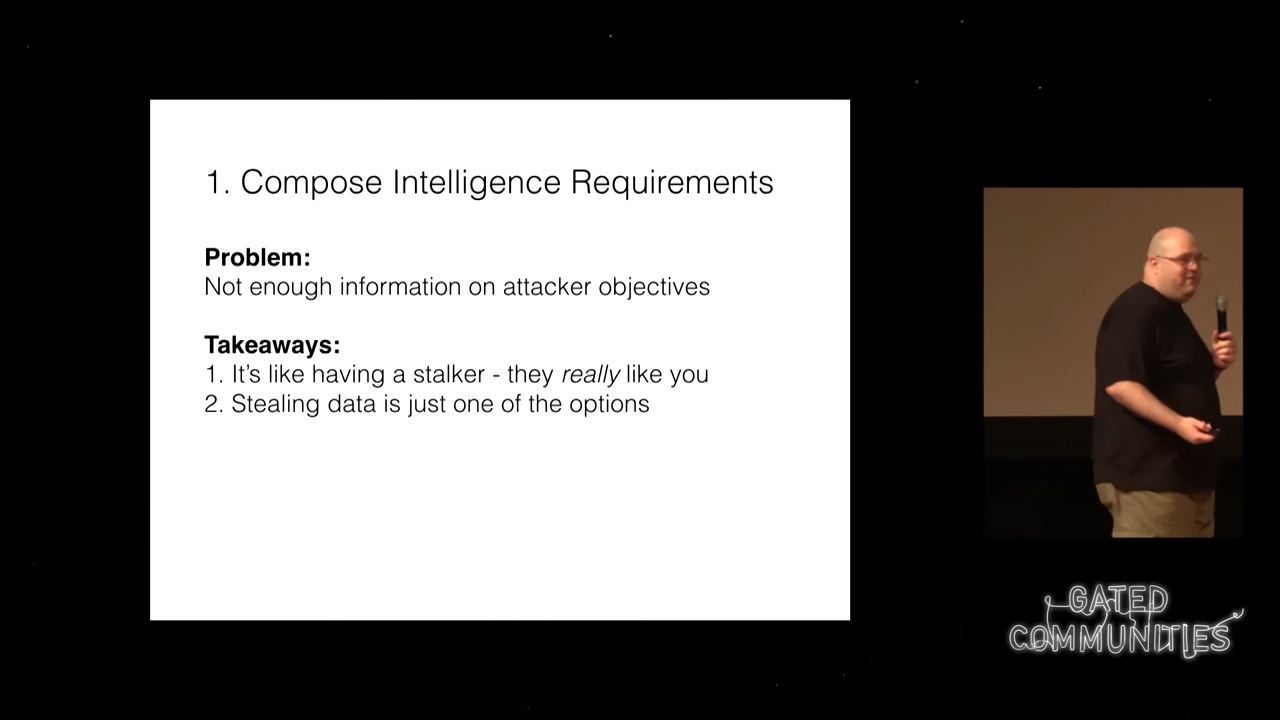 1. Compose Intelligence Requirements
Problem:
Not enough information on attacker objectives
Takeaways:
1. It’s like having a stalker - they really like you
2. Stealing data is just one of the options
GATED
COMMUNITIES